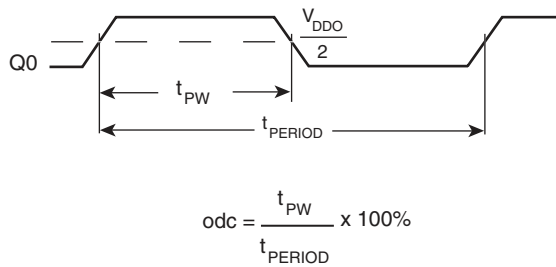 V_DDO
2
Q0
t_PW
t_PERIOD
odc = t_PW / t_PERIOD x 100%